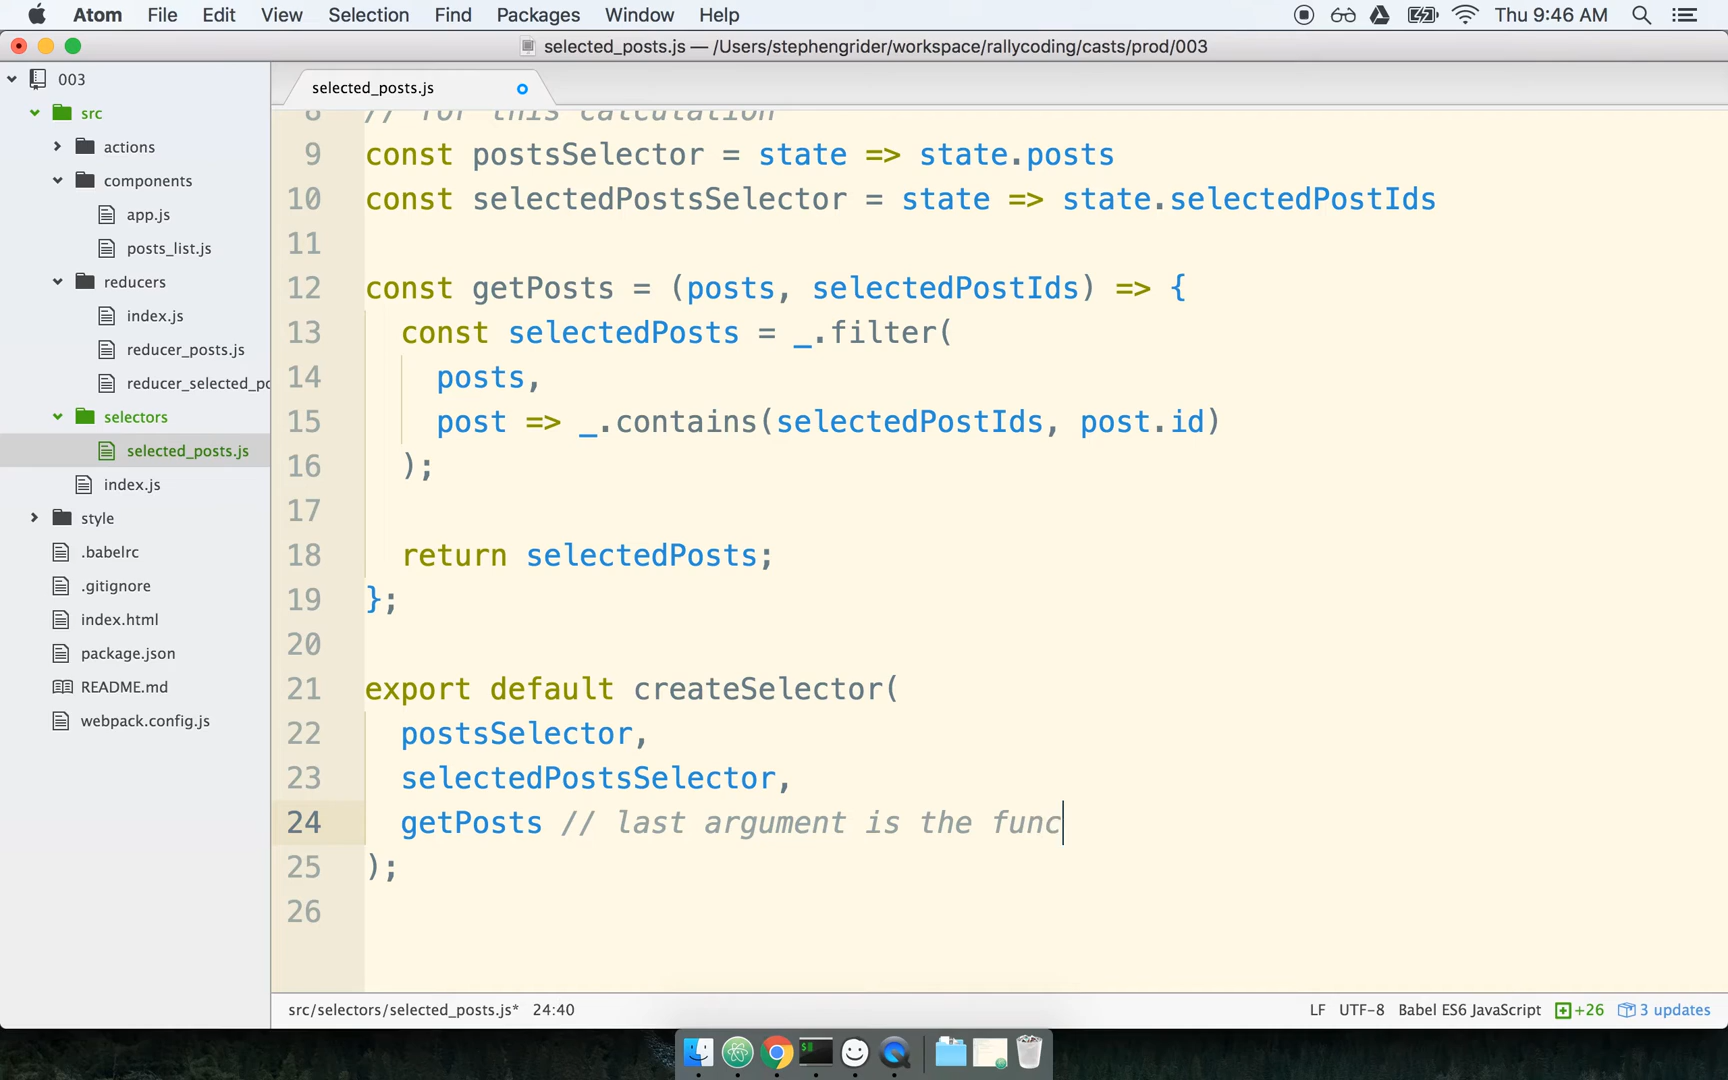 Atom File Edit View Selection Find Packages Window Help Thu 9:46 AM
selected_posts.js — /Users/stephengrider/workspace/rallycoding/casts/prod/003
003
src
actions
components
app.js
posts_list.js
reducers
index.js
reducer_posts.js
reducer_selected_po
selectors
selected_posts.js
index.js
style
.babelrc
.gitignore
index.html
package.json
README.md
webpack.config.js
selected_posts.js
8 // for this calculation
9 const postsSelector = state => state.posts
10 const selectedPostsSelector = state => state.selectedPostIds
11
12 const getPosts = (posts, selectedPostIds) => {
13 const selectedPosts = _.filter(
14 posts,
15 post => _.contains(selectedPostIds, post.id)
16 );
17
18 return selectedPosts;
19 };
20
21 export default createSelector(
22 postsSelector,
23 selectedPostsSelector,
24 getPosts // last argument is the func
25 );
26
src/selectors/selected_posts.js* 24:40 LF UTF-8 Babel ES6 JavaScript +26 3 updates